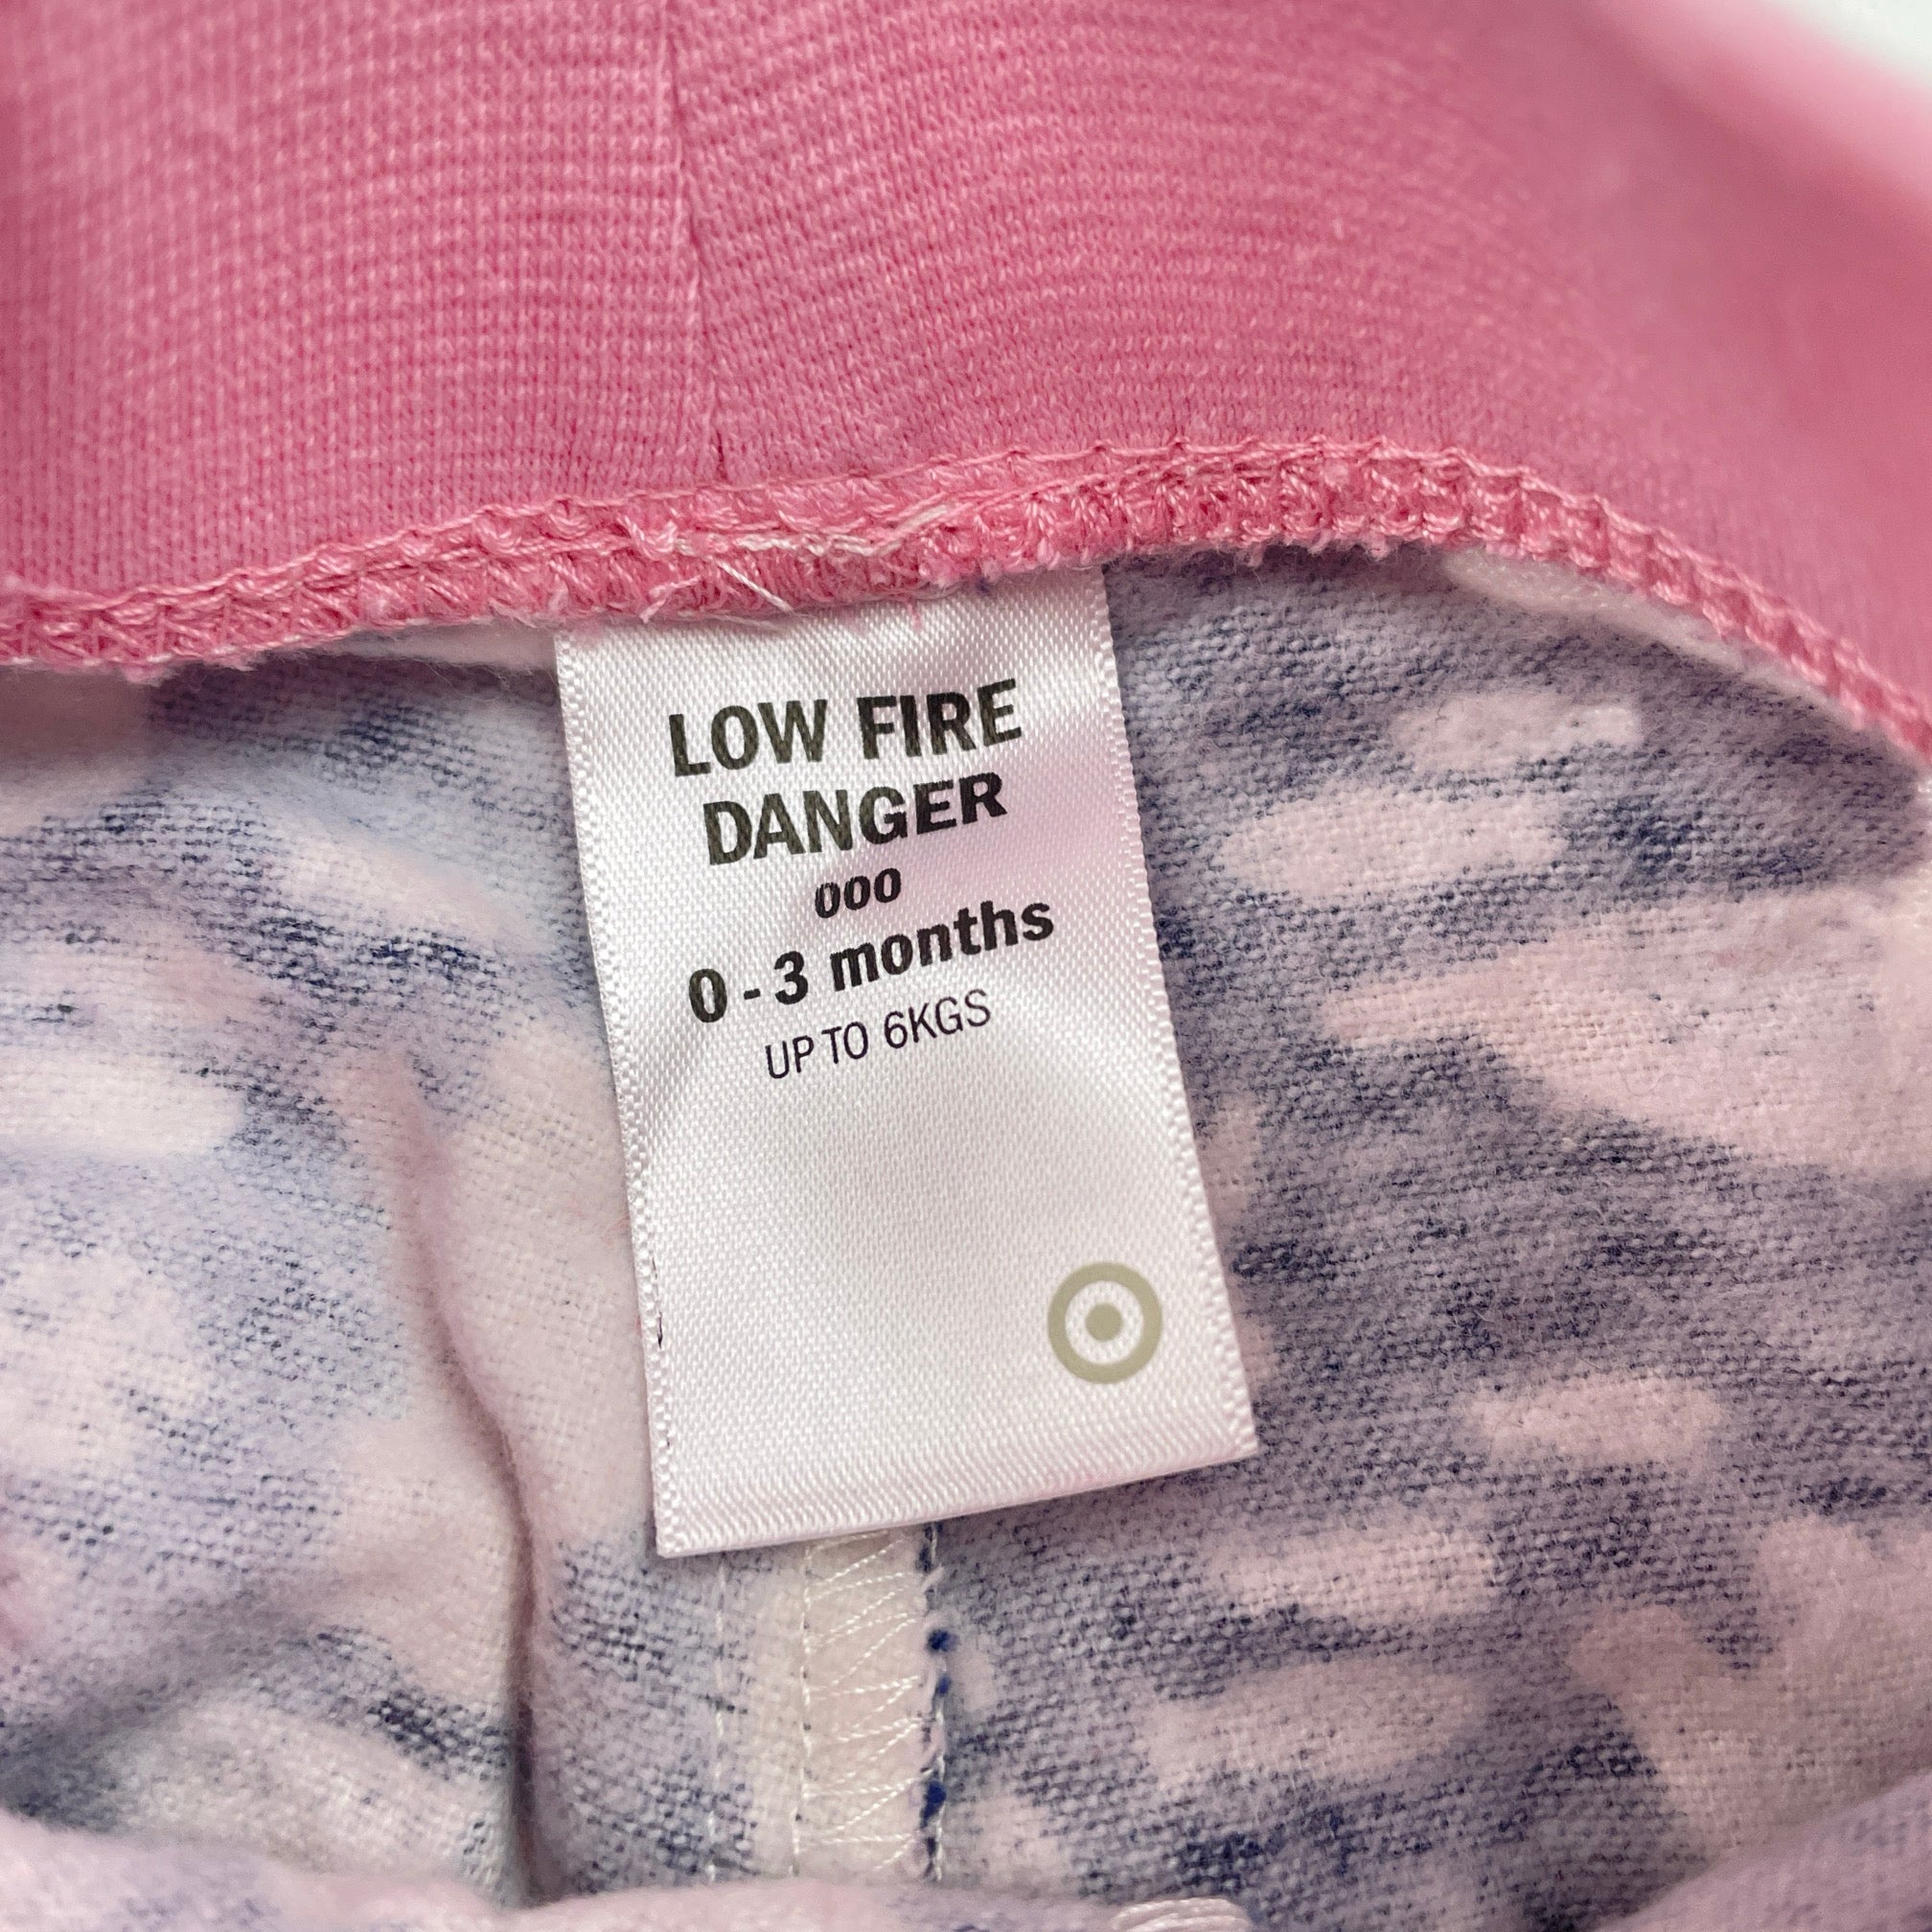 LOW FIRE
DANGER
000
0 - 3 months
UP TO 6KGS